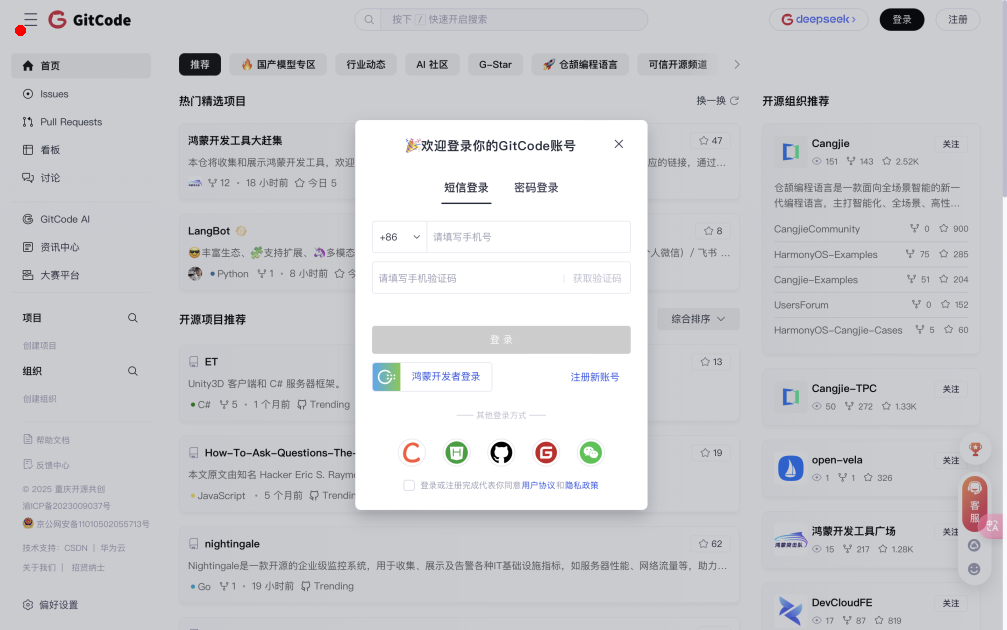 GitCode
按下 / 快速开启搜索
deepseek
登录
注册
首页
Issues
Pull Requests
看板
讨论
GitCode AI
资讯中心
大赛平台
项目
创建项目
组织
创建组织
帮助文档
反馈中心
© 2025 重庆开源共创
渝ICP备2023009037号
京公网安备11010502055713号
技术支持：CSDN | 华为云
关于我们 | 招贤纳士
偏好设置
推荐
国产模型专区
行业动态
AI 社区
G-Star
仓颉编程语言
可信开源频道
热门精选项目
换一换
鸿蒙开发工具大赶集
47
本仓将收集和展示鸿蒙开发工具，欢迎
应的链接，通过…
12 · 18 小时前 今日 5
LangBot
8
丰富生态、支持扩展、多模态
个人微信）/ 飞书 …
Python 1 · 8 小时前 今
开源项目推荐
综合排序
ET
13
Unity3D 客户端和 C# 服务器框架。
C# 5 · 1 个月前 Trending
How-To-Ask-Questions-The-
19
本文原文由知名 Hacker Eric S. Raym
JavaScript · 5 个月前 Trendin
nightingale
62
Nightingale是一款开源的企业级监控系统，用于收集、展示及告警各种IT基础设施指标，如服务器性能、网络流量等，助力…
Go 1 · 19 小时前 Trending
欢迎登录你的GitCode账号
短信登录
密码登录
+86
请填写手机号
请填写手机验证码
获取验证码
登 录
鸿蒙开发者登录
注册新账号
其他登录方式
登录或注册完成代表你同意用户协议和隐私政策
开源组织推荐
Cangjie
关注
151 143 2.52K
仓颉编程语言是一款面向全场景智能的新一
代编程语言，主打智能化、全场景、高性…
CangjieCommunity 0 900
HarmonyOS-Examples 75 285
Cangjie-Examples 51 204
UsersForum 0 152
HarmonyOS-Cangjie-Cases 5 60
Cangjie-TPC
关注
50 272 1.33K
open-vela
关注
1 1 326
鸿蒙开发工具广场
关注
15 217 1.28K
DevCloudFE
关注
17 87 819
客
服